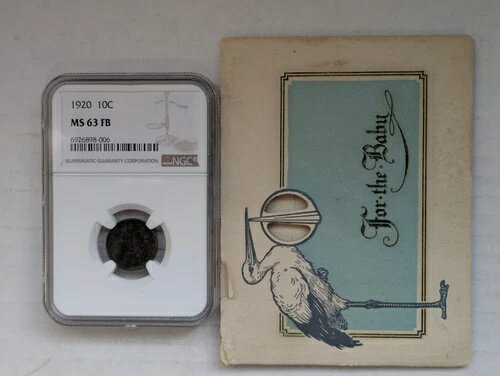 1920 10C
MS 63 FB
6926898-006
NUMISMATIC GUARANTY CORPORATION
NGC
For·the·Baby